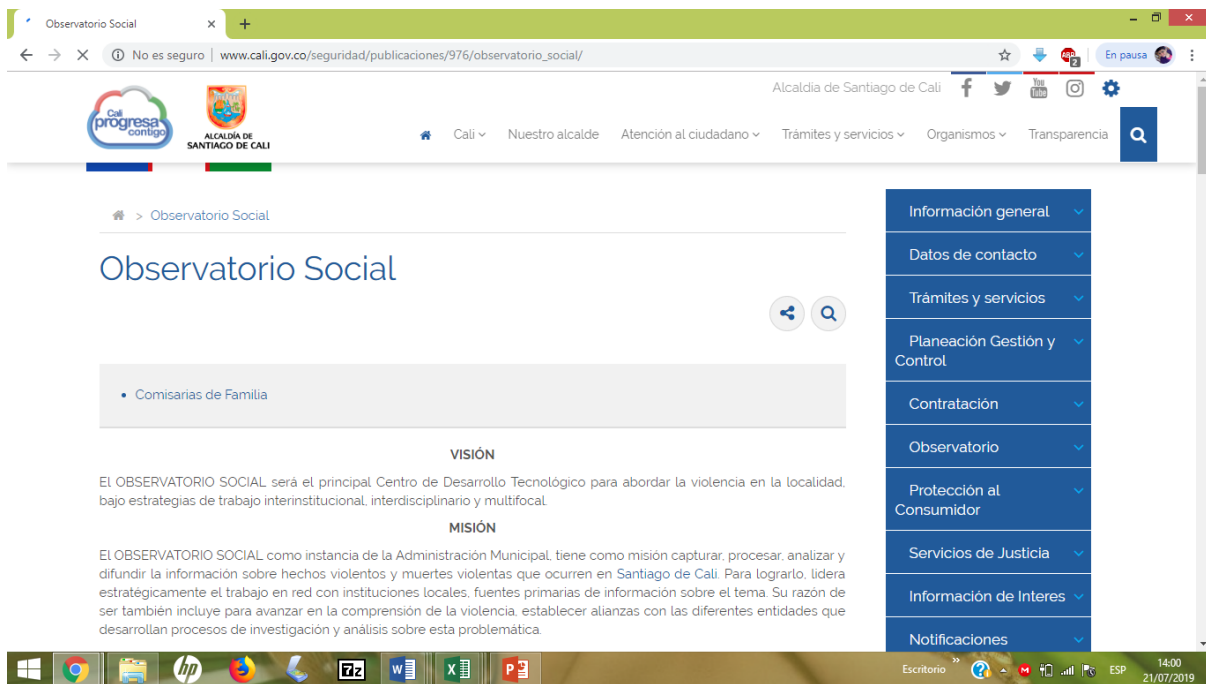 Observatorio Social
No es seguro | www.cali.gov.co/seguridad/publicaciones/976/observatorio_social/
ABP
2
En pausa
Cali
progresa
contigo
ALCALDÍA DE
SANTIAGO DE CALI
Alcaldia de Santiago de Cali
You
Tube
Cali
Nuestro alcalde
Atención al ciudadano
Trámites y servicios
Organismos
Transparencia
> Observatorio Social
Observatorio Social
• Comisarias de Familia
VISIÓN
El OBSERVATORIO SOCIAL será el principal Centro de Desarrollo Tecnológico para abordar la violencia en la localidad,
bajo estrategias de trabajo interinstitucional, interdisciplinario y multifocal.
MISIÓN
El OBSERVATORIO SOCIAL como instancia de la Administración Municipal, tiene como misión capturar, procesar, analizar y
difundir la información sobre hechos violentos y muertes violentas que ocurren en Santiago de Cali. Para lograrlo, lidera
estratégicamente el trabajo en red con instituciones locales, fuentes primarias de información sobre el tema. Su razón de
ser también incluye para avanzar en la comprensión de la violencia, establecer alianzas con las diferentes entidades que
desarrollan procesos de investigación y análisis sobre esta problemática.
Información general
Datos de contacto
Trámites y servicios
Planeación Gestión y
Control
Contratación
Observatorio
Protección al
Consumidor
Servicios de Justicia
Información de Interes
Notificaciones
hp
7z
Escritorio
ESP
14:00
21/07/2019